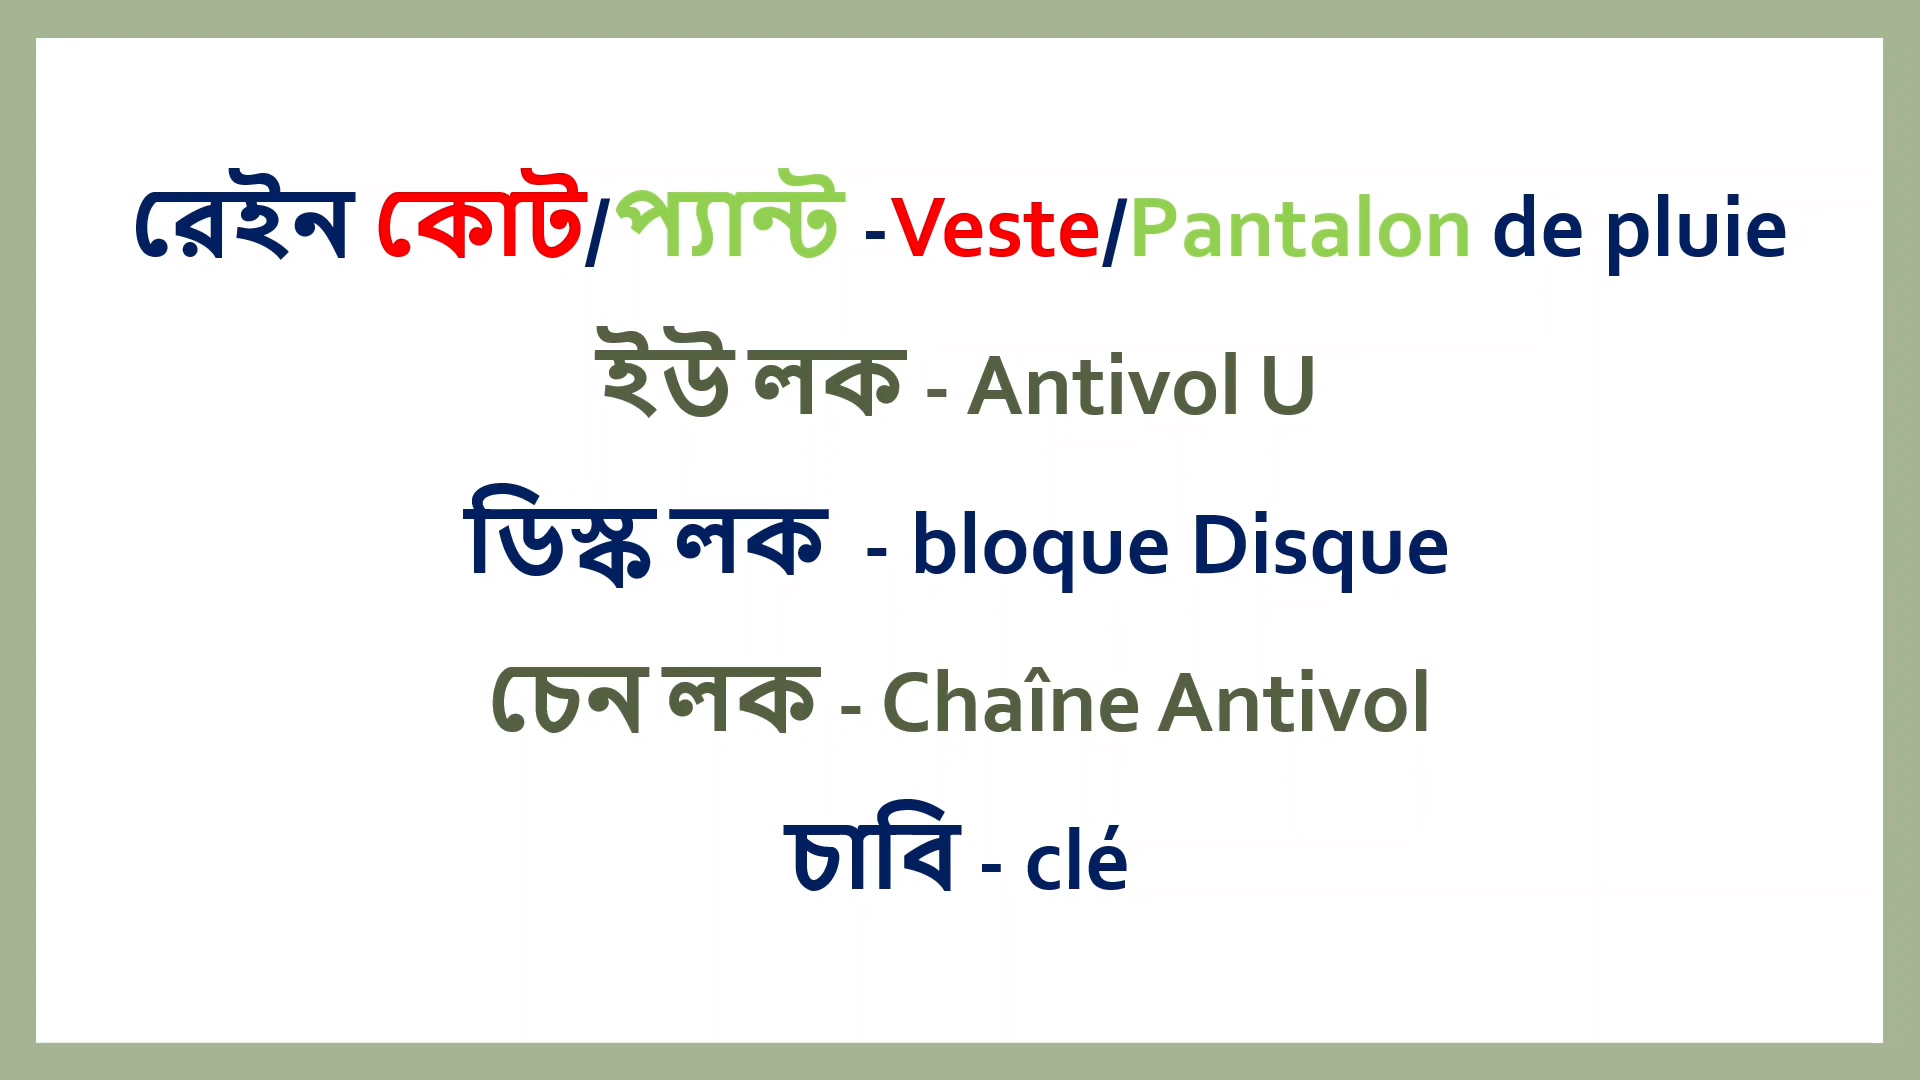 রেইন কোট/প্যান্ট -Veste/Pantalon de pluie
ইউ লক - Antivol U
ডিস্ক লক - bloque Disque
চেন লক - Chaîne Antivol
চাবি - clé